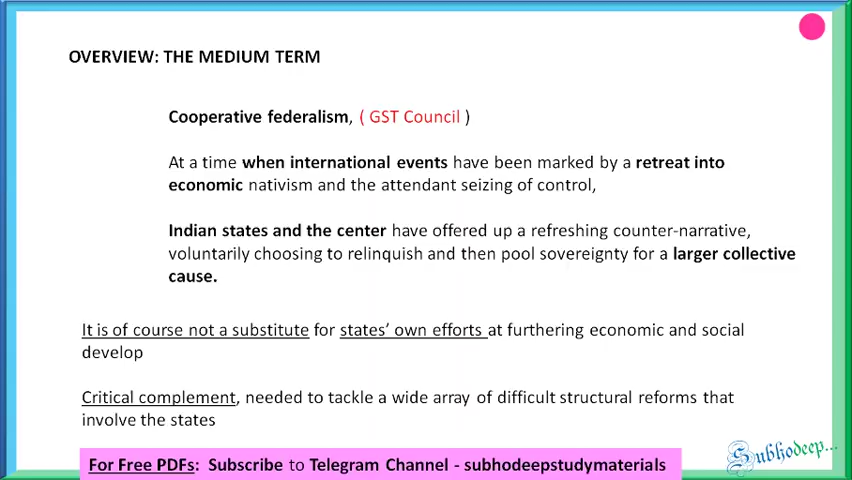 OVERVIEW: THE MEDIUM TERM
Cooperative federalism, ( GST Council )
At a time when international events have been marked by a retreat into
economic nativism and the attendant seizing of control,
Indian states and the center have offered up a refreshing counter-narrative,
voluntarily choosing to relinquish and then pool sovereignty for a larger collective
cause.
It is of course not a substitute for states’ own efforts at furthering economic and social
develop
Critical complement, needed to tackle a wide array of difficult structural reforms that
involve the states
For Free PDFs: Subscribe to Telegram Channel - subhodeepstudymaterials
Subhodeep...